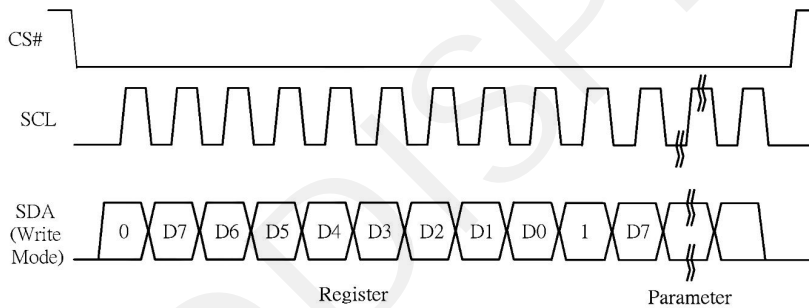 CS#
SCL
SDA
(Write
Mode)
0 D7 D6 D5 D4 D3 D2 D1 D0 1 D7
Register Parameter